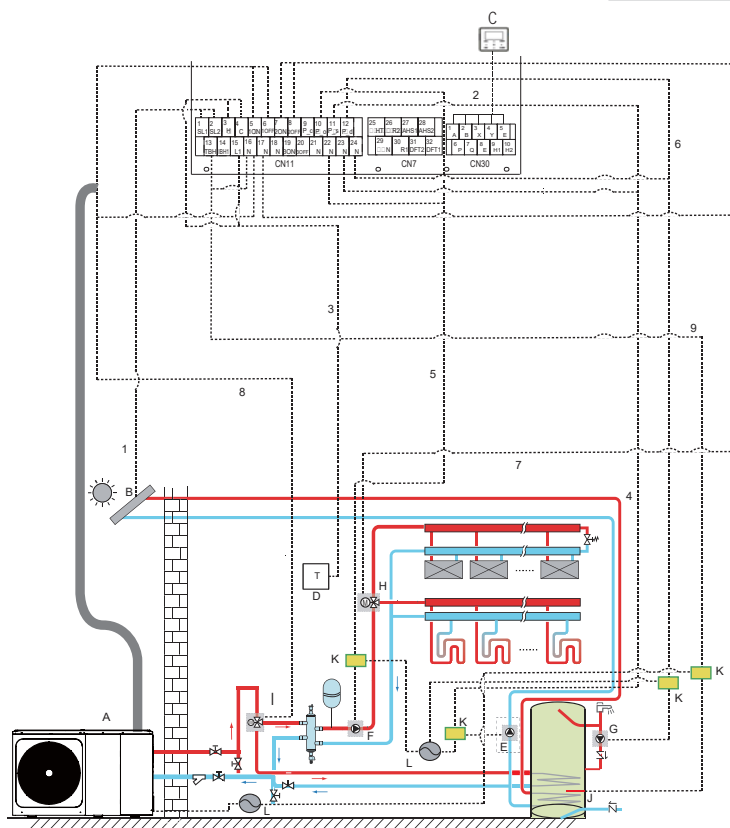 C
2
1 2 3 4 5 6 7 8 9 10 11 12
SL1 SL2 H C 1ON 1OFF 2ON 2OFF P_c P_o P_s P_d
13 14 15 16 17 18 19 20 21 22 23 24
TBH IBH1 L1 N N N 3ON 3OFF N N N N
CN11
25 26 27 28
HT R2 AHS1 AHS2
29 30 31 32
N R1 DFT2 DFT1
CN7
1 2 3 4 5
A B X Y E
6 7 8 9 10
P Q E H1 H2
CN30
6
3
9
5
8
1
7
B
4
T
D
H
M
K
K
K
K
A
I
M
F
L
E
G
J
L